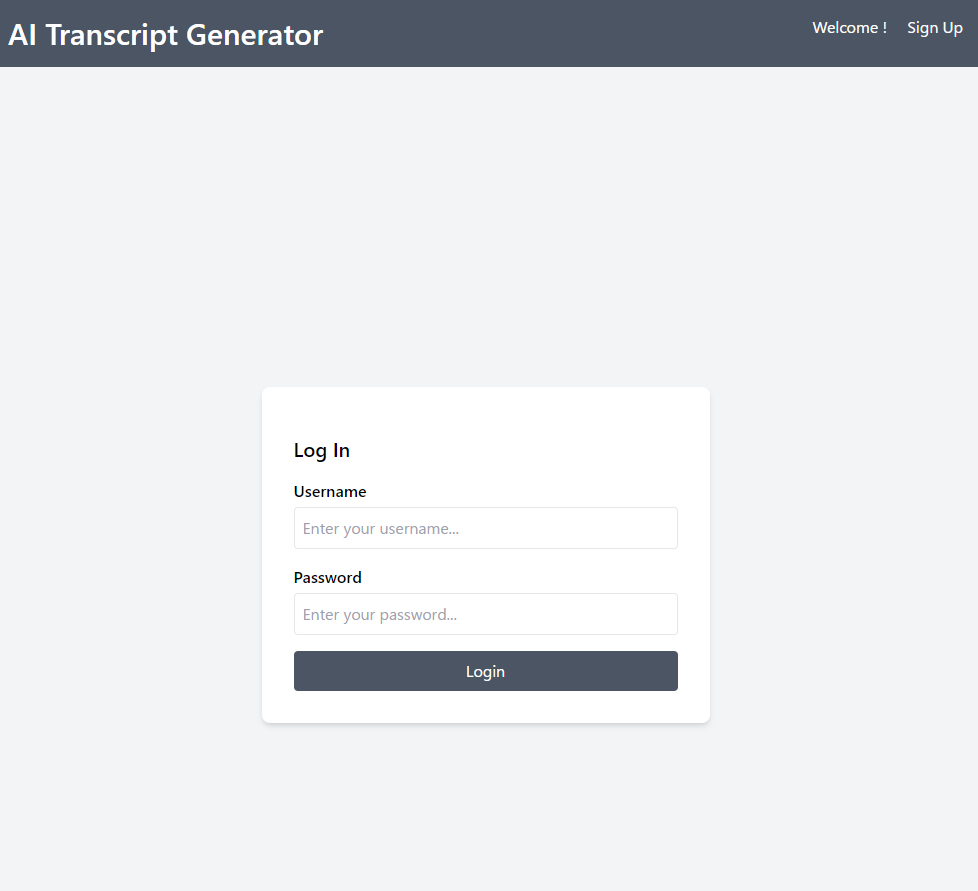 AI Transcript Generator
Welcome ! Sign Up
Log In
Username
Enter your username...
Password
Enter your password...
Login